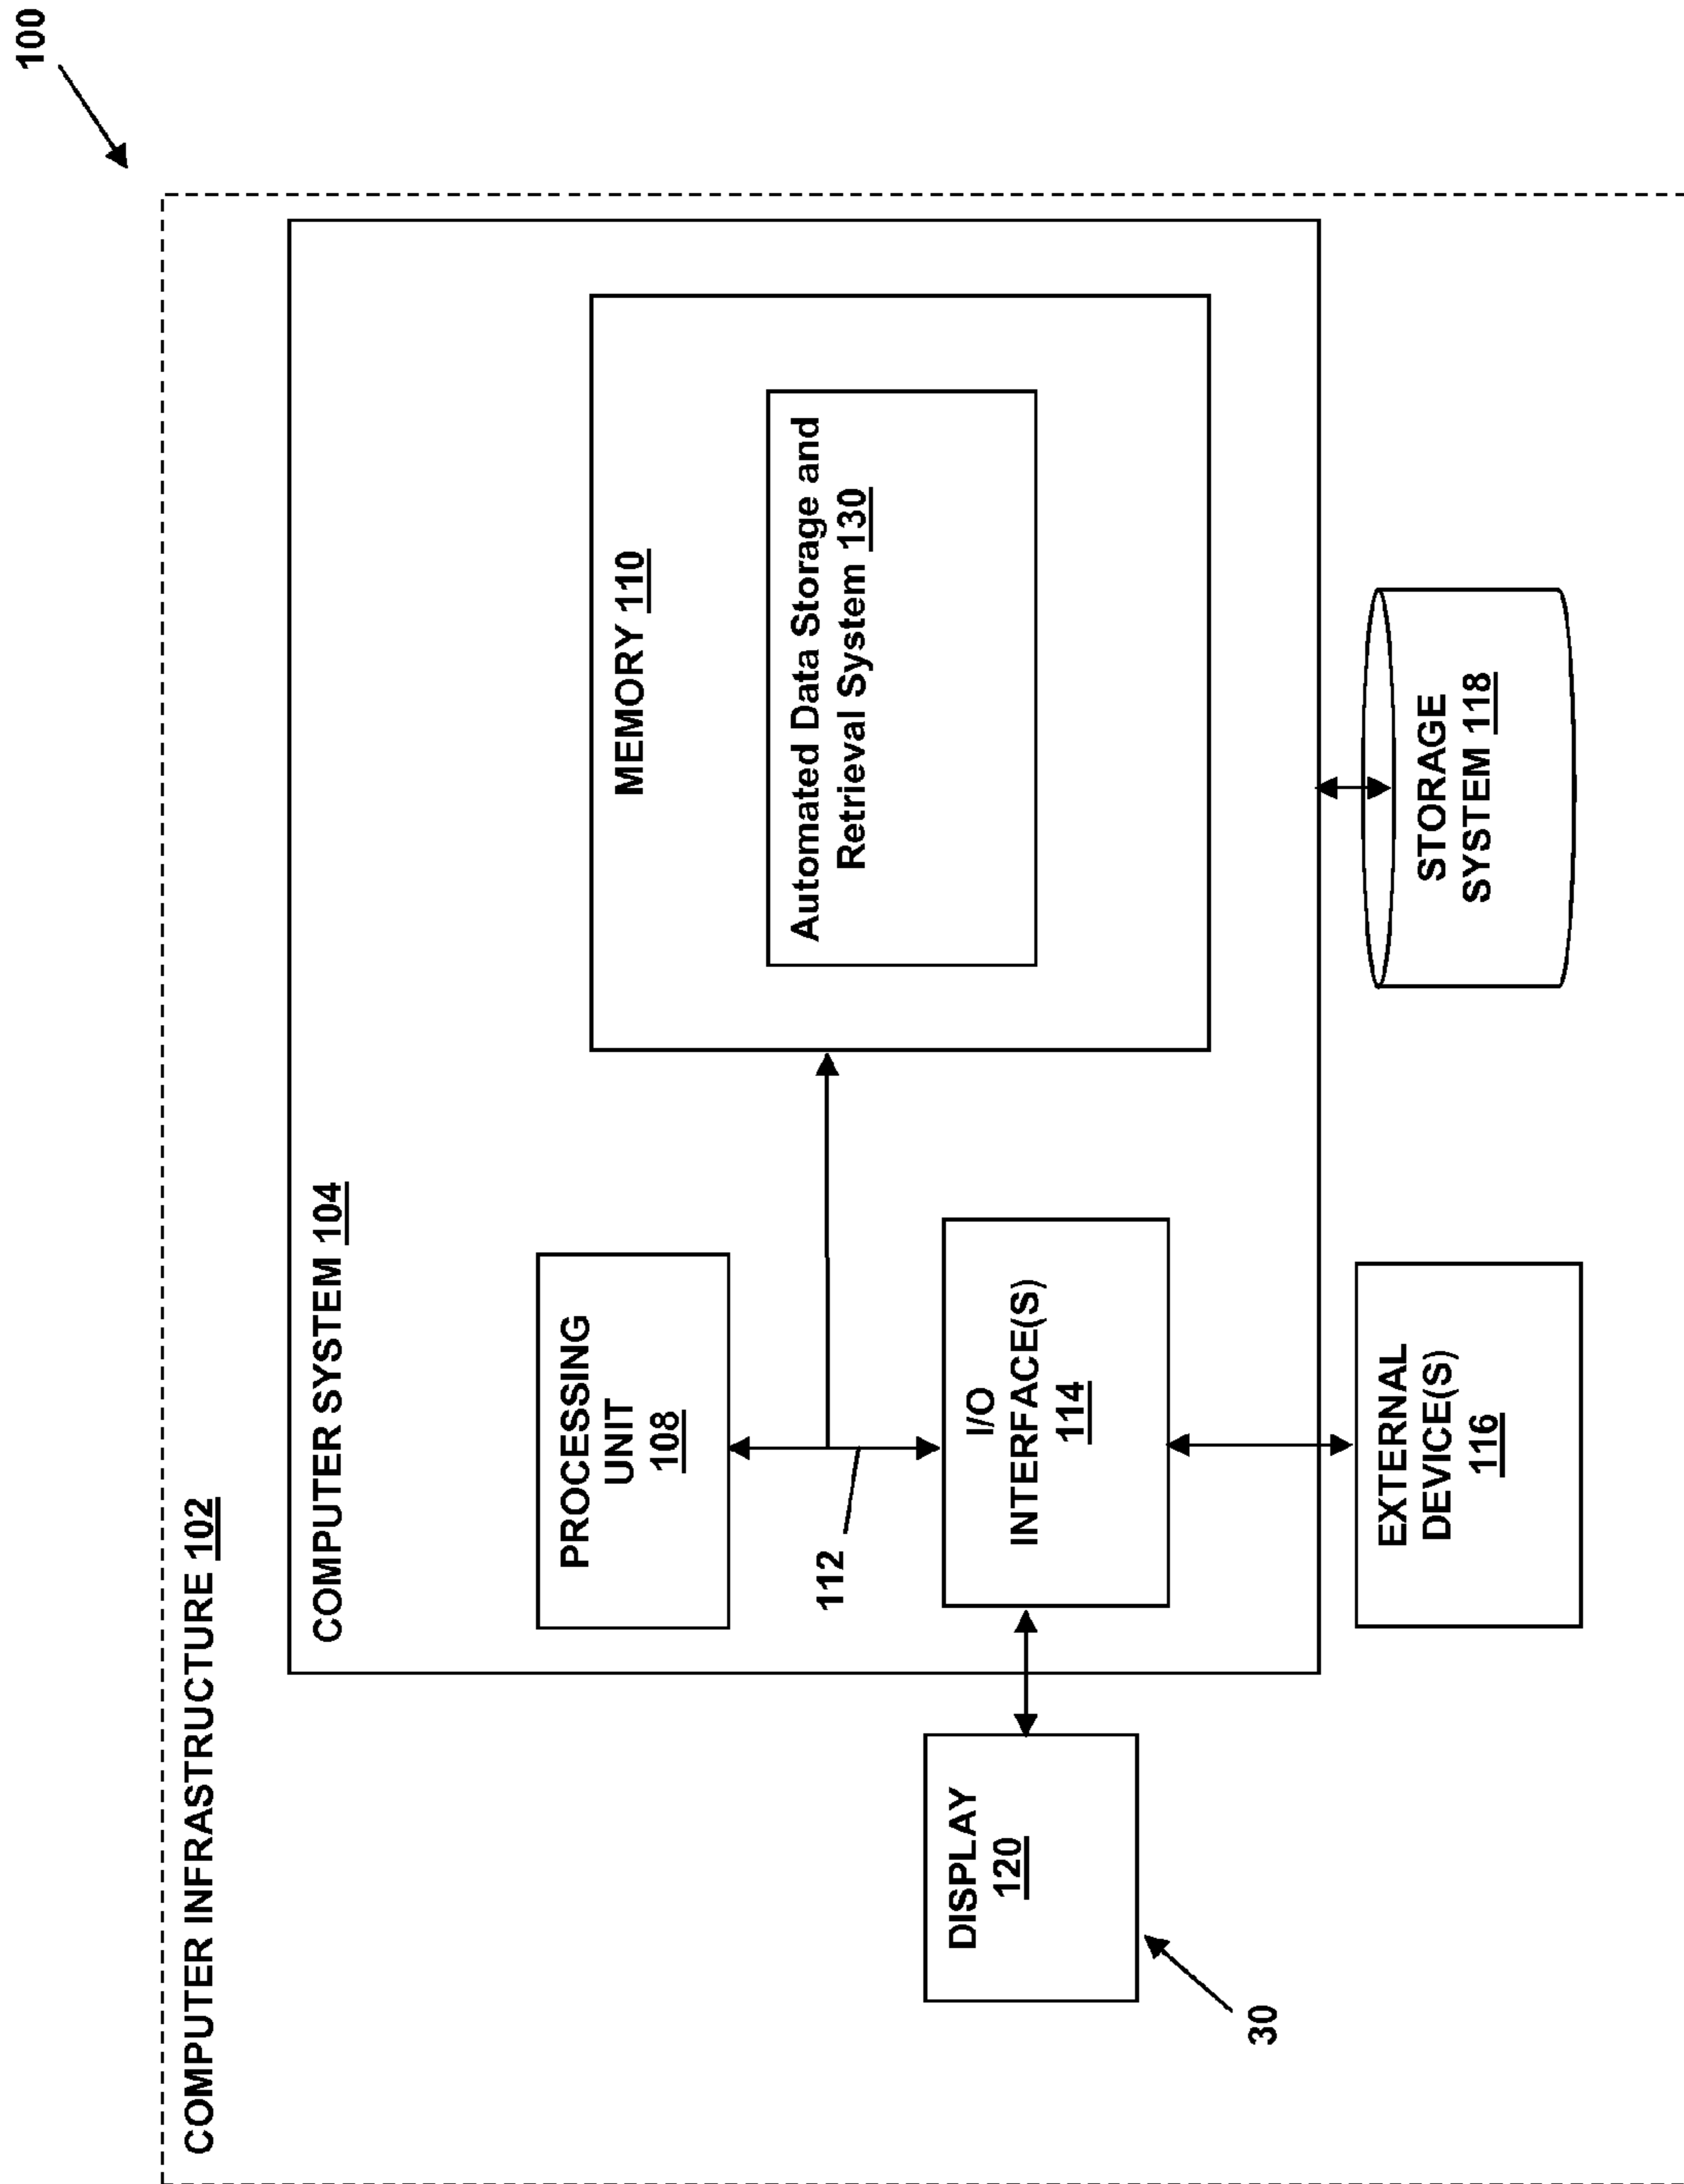 100
COMPUTER INFRASTRUCTURE 102
COMPUTER SYSTEM 104
PROCESSING
UNIT
108
MEMORY 110
Automated Data Storage and
Retrieval System 130
112
DISPLAY
120
I/O
INTERFACE(S)
114
30
EXTERNAL
DEVICE(S)
116
STORAGE
SYSTEM 118